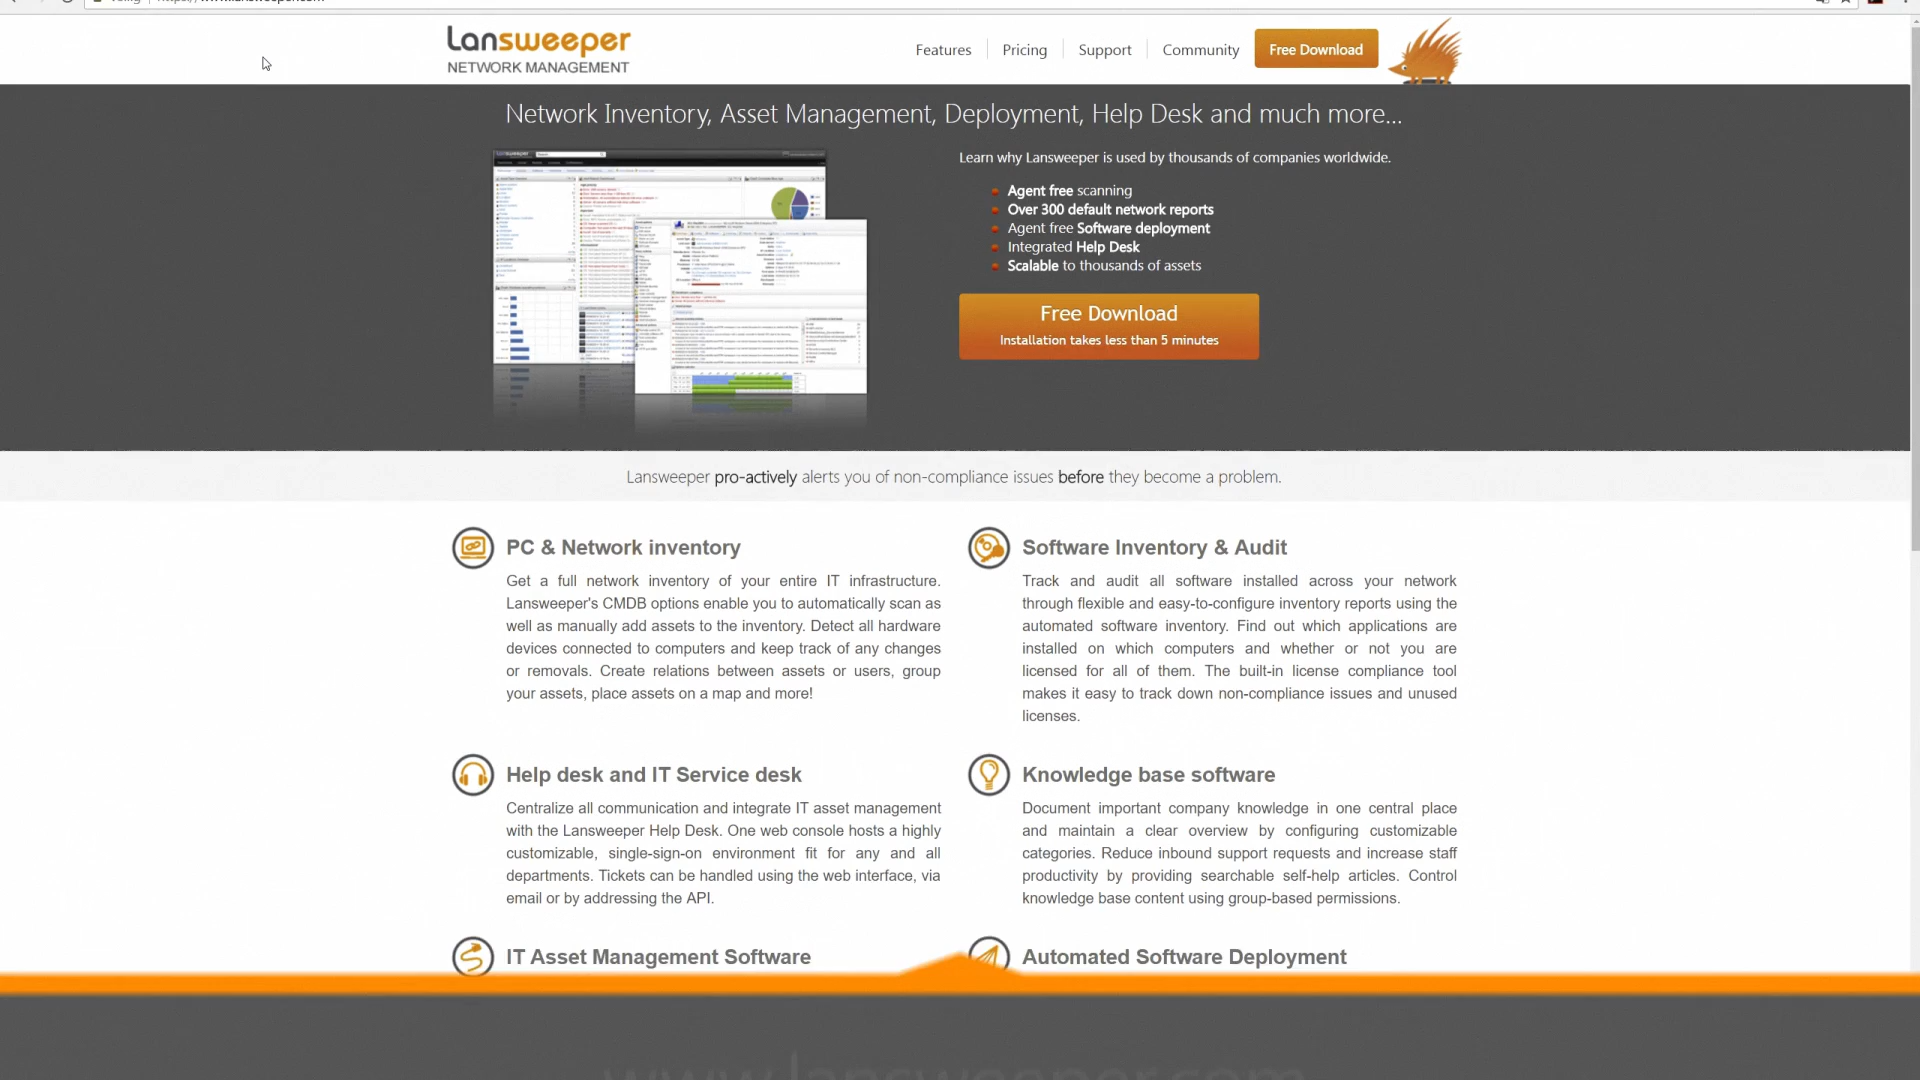 Lansweeper
NETWORK MANAGEMENT
Features
Pricing
Support
Community
Free Download
Network Inventory, Asset Management, Deployment, Help Desk and much more...
Learn why Lansweeper is used by thousands of companies worldwide.
Agent free scanning
Over 300 default network reports
Agent free Software deployment
Integrated Help Desk
Scalable to thousands of assets
Free Download
Installation takes less than 5 minutes
Lansweeper pro-actively alerts you of non-compliance issues before they become a problem.
PC & Network inventory
Get a full network inventory of your entire IT infrastructure.
Lansweeper's CMDB options enable you to automatically scan as
well as manually add assets to the inventory. Detect all hardware
devices connected to computers and keep track of any changes
or removals. Create relations between assets or users, group
your assets, place assets on a map and more!
Software Inventory & Audit
Track and audit all software installed across your network
through flexible and easy-to-configure inventory reports using the
automated software inventory. Find out which applications are
installed on which computers and whether or not you are
licensed for all of them. The built-in license compliance tool
makes it easy to track down non-compliance issues and unused
licenses.
Help desk and IT Service desk
Centralize all communication and integrate IT asset management
with the Lansweeper Help Desk. One web console hosts a highly
customizable, single-sign-on environment fit for any and all
departments. Tickets can be handled using the web interface, via
email or by addressing the API.
Knowledge base software
Document important company knowledge in one central place
and maintain a clear overview by configuring customizable
categories. Reduce inbound support requests and increase staff
productivity by providing searchable self-help articles. Control
knowledge base content using group-based permissions.
IT Asset Management Software
Automated Software Deployment
www.lansweeper.com